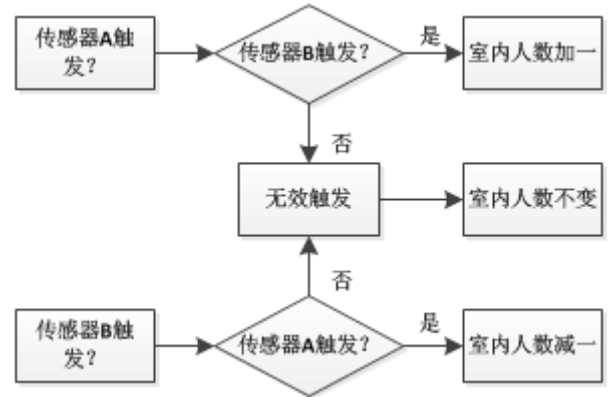 传感器A触
发？
传感器B触发？
是
室内人数加一
否
无效触发
室内人数不变
否
传感器B触
发？
传感器A触发？
是
室内人数减一